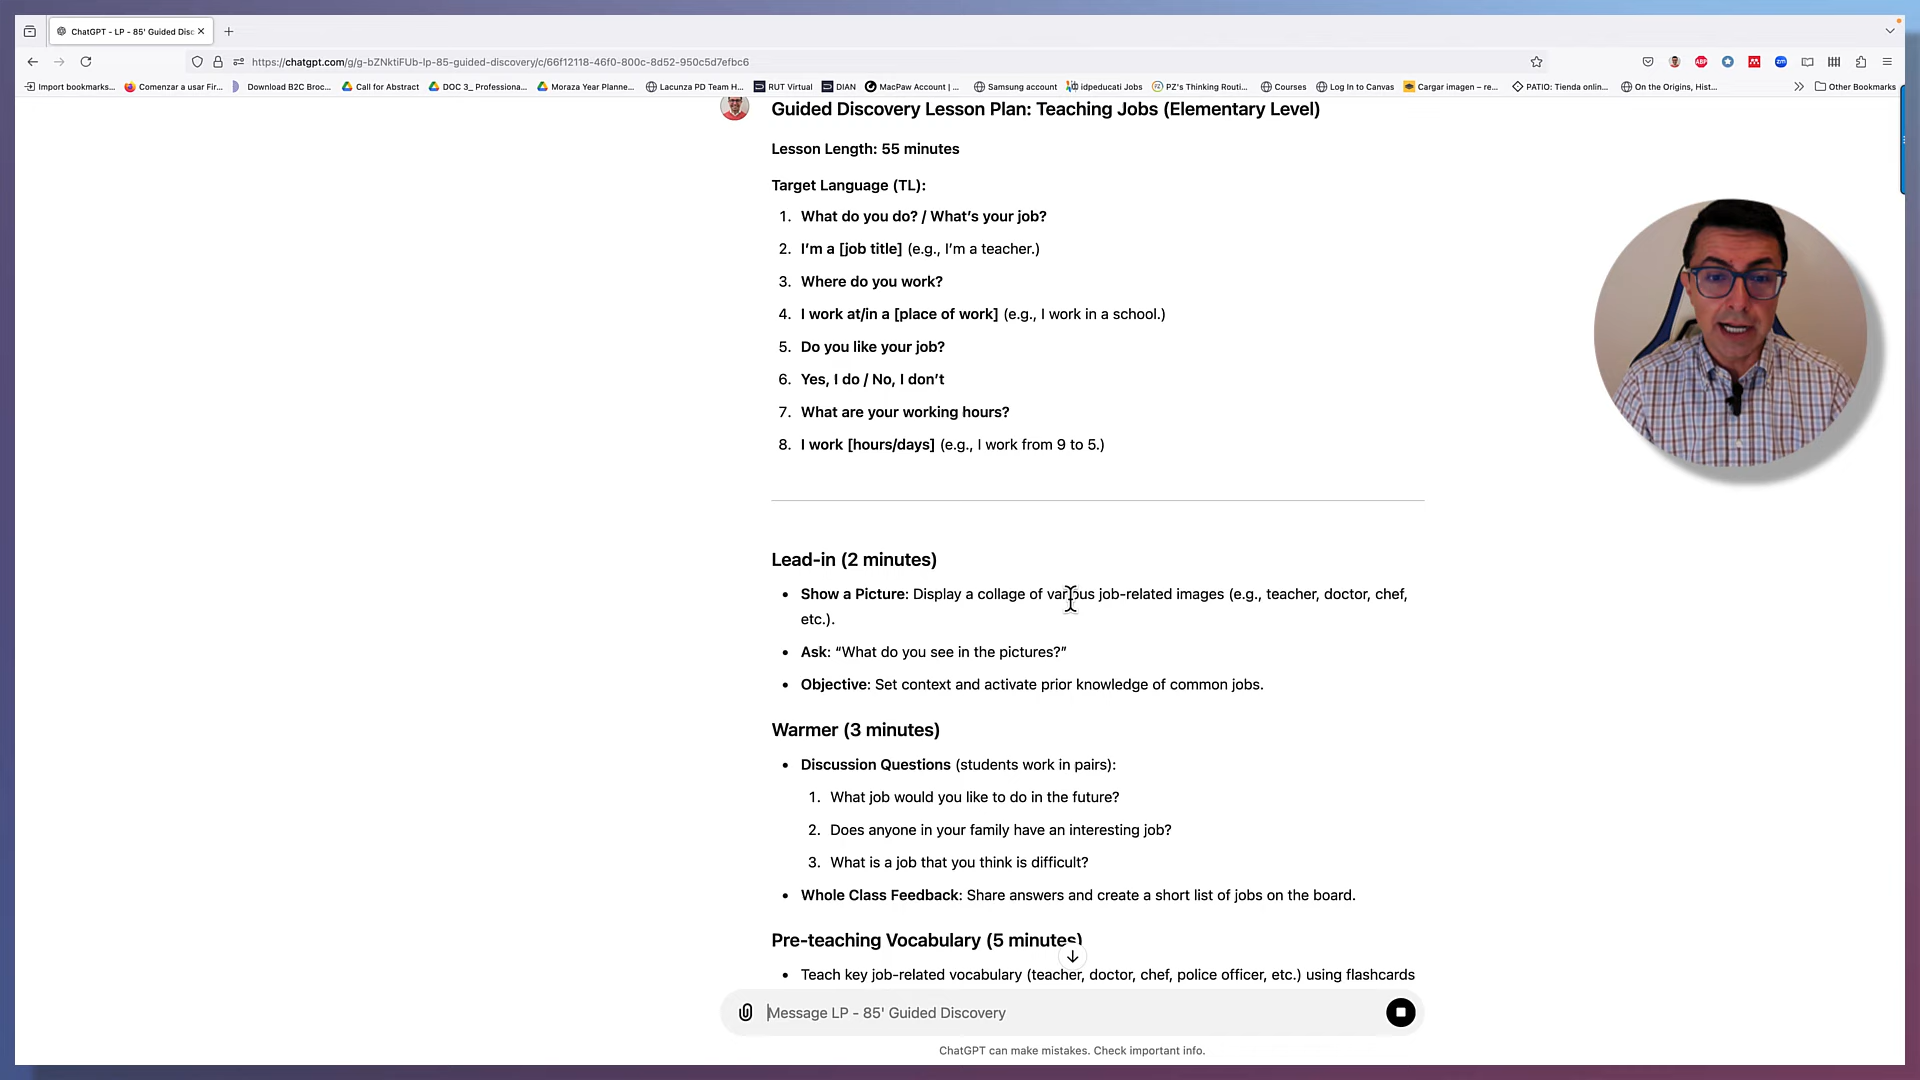 ChatGPT - LP - 85' Guided Disc
https://chatgpt.com/g/g-bZNktiFUb-lp-85-guided-discovery/c/66f12118-46f0-800c-8d52-950c5d7efbc6
Import bookmarks... Comenzar a usar Fir... Download B2C Broc... Call for Abstract DOC 3_ Professiona... Moraza Year Planne... Lacunza PD Team H... RUT Virtual DIAN MacPaw Account | ... Samsung account idpeducati Jobs PZ's Thinking Routi... Courses Log In to Canvas Cargar imagen – re... PATIO: Tienda onlin... On the Origins, Hist... Other Bookmarks
Guided Discovery Lesson Plan: Teaching Jobs (Elementary Level)
Lesson Length: 55 minutes
Target Language (TL):
1. What do you do? / What's your job?
2. I'm a [job title] (e.g., I'm a teacher.)
3. Where do you work?
4. I work at/in a [place of work] (e.g., I work in a school.)
5. Do you like your job?
6. Yes, I do / No, I don't
7. What are your working hours?
8. I work [hours/days] (e.g., I work from 9 to 5.)
Lead-in (2 minutes)
• Show a Picture: Display a collage of various job-related images (e.g., teacher, doctor, chef,
etc.).
• Ask: “What do you see in the pictures?”
• Objective: Set context and activate prior knowledge of common jobs.
Warmer (3 minutes)
• Discussion Questions (students work in pairs):
1. What job would you like to do in the future?
2. Does anyone in your family have an interesting job?
3. What is a job that you think is difficult?
• Whole Class Feedback: Share answers and create a short list of jobs on the board.
Pre-teaching Vocabulary (5 minutes)
• Teach key job-related vocabulary (teacher, doctor, chef, police officer, etc.) using flashcards
Message LP - 85' Guided Discovery
ChatGPT can make mistakes. Check important info.